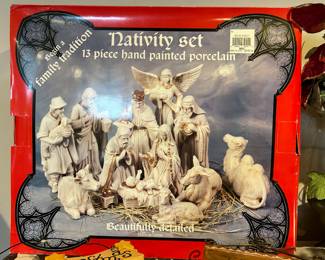 Begin a
family tradition
Nativity set
13 piece hand painted porcelain
Beautifully detailed